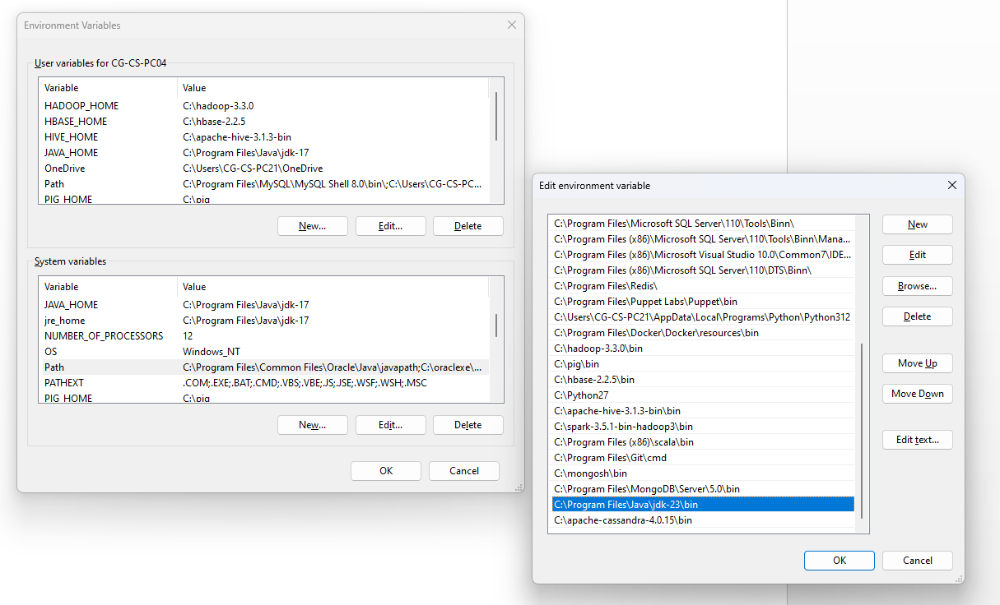 Environment Variables
User variables for CG-CS-PC04
Variable Value
HADOOP_HOME C:\hadoop-3.3.0
HBASE_HOME C:\hbase-2.2.5
HIVE_HOME C:\apache-hive-3.1.3-bin
JAVA_HOME C:\Program Files\Java\jdk-17
OneDrive C:\Users\CG-CS-PC21\OneDrive
Path C:\Program Files\MySQL\MySQL Shell 8.0\bin\;C:\Users\CG-CS-PC...
PIG_HOME C:\pig
New... Edit... Delete
System variables
Variable Value
JAVA_HOME C:\Program Files\Java\jdk-17
jre_home C:\Program Files\Java\jdk-17
NUMBER_OF_PROCESSORS 12
OS Windows_NT
Path C:\Program Files\Common Files\Oracle\Java\javapath;C:\oraclexe\...
PATHEXT .COM;.EXE;.BAT;.CMD;.VBS;.VBE;.JS;.JSE;.WSF;.WSH;.MSC
PIG_HOME C:\pig
New... Edit... Delete
OK Cancel
Edit environment variable
C:\Program Files\Microsoft SQL Server\110\Tools\Binn\
C:\Program Files (x86)\Microsoft SQL Server\110\Tools\Binn\Mana...
C:\Program Files (x86)\Microsoft Visual Studio 10.0\Common7\IDE...
C:\Program Files (x86)\Microsoft SQL Server\110\DTS\Binn\
C:\Program Files\Redis\
C:\Program Files\Puppet Labs\Puppet\bin
C:\Users\CG-CS-PC21\AppData\Local\Programs\Python\Python312
C:\Program Files\Docker\Docker\resources\bin
C:\hadoop-3.3.0\bin
C:\pig\bin
C:\hbase-2.2.5\bin
C:\Python27
C:\apache-hive-3.1.3-bin\bin
C:\spark-3.5.1-bin-hadoop3\bin
C:\Program Files (x86)\scala\bin
C:\Program Files\Git\cmd
C:\mongosh\bin
C:\Program Files\MongoDB\Server\5.0\bin
C:\Program Files\Java\jdk-23\bin
C:\apache-cassandra-4.0.15\bin
New
Edit
Browse...
Delete
Move Up
Move Down
Edit text...
OK Cancel